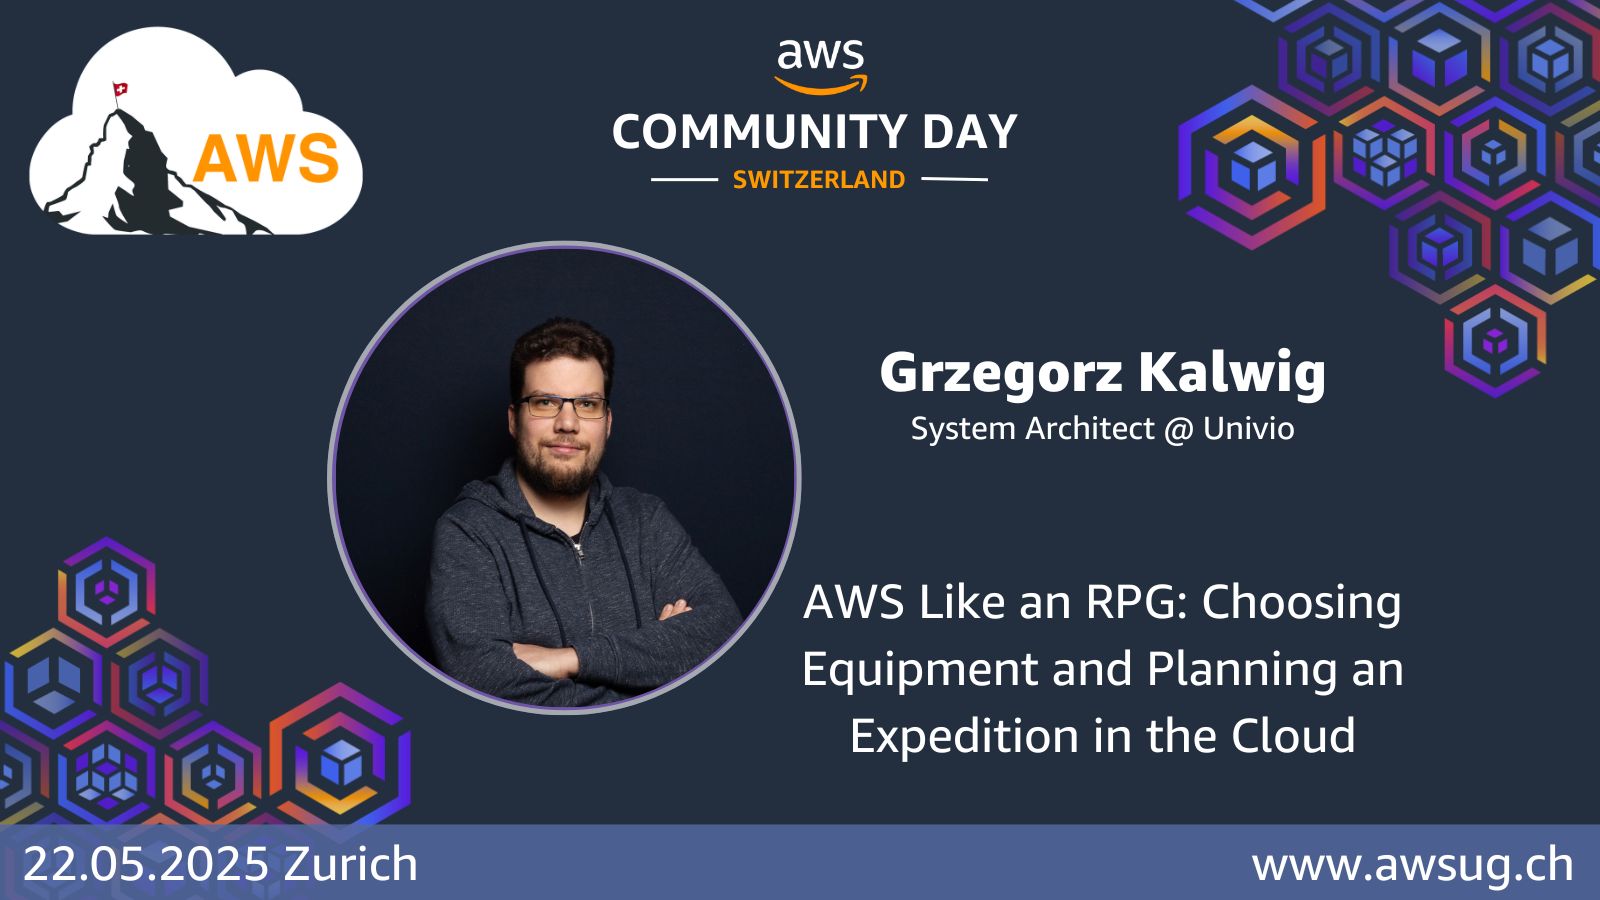 AWS
aws
COMMUNITY DAY
SWITZERLAND
Grzegorz Kalwig
System Architect @ Univio
AWS Like an RPG: Choosing
Equipment and Planning an
Expedition in the Cloud
22.05.2025 Zurich
www.awsug.ch